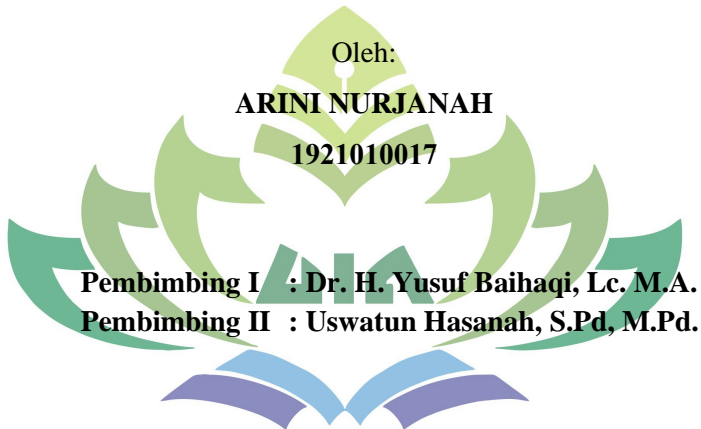 Oleh:
ARINI NURJANAH
1921010017
Pembimbing I : Dr. H. Yusuf Baihaqi, Lc. M.A.
Pembimbing II : Uswatun Hasanah, S.Pd, M.Pd.